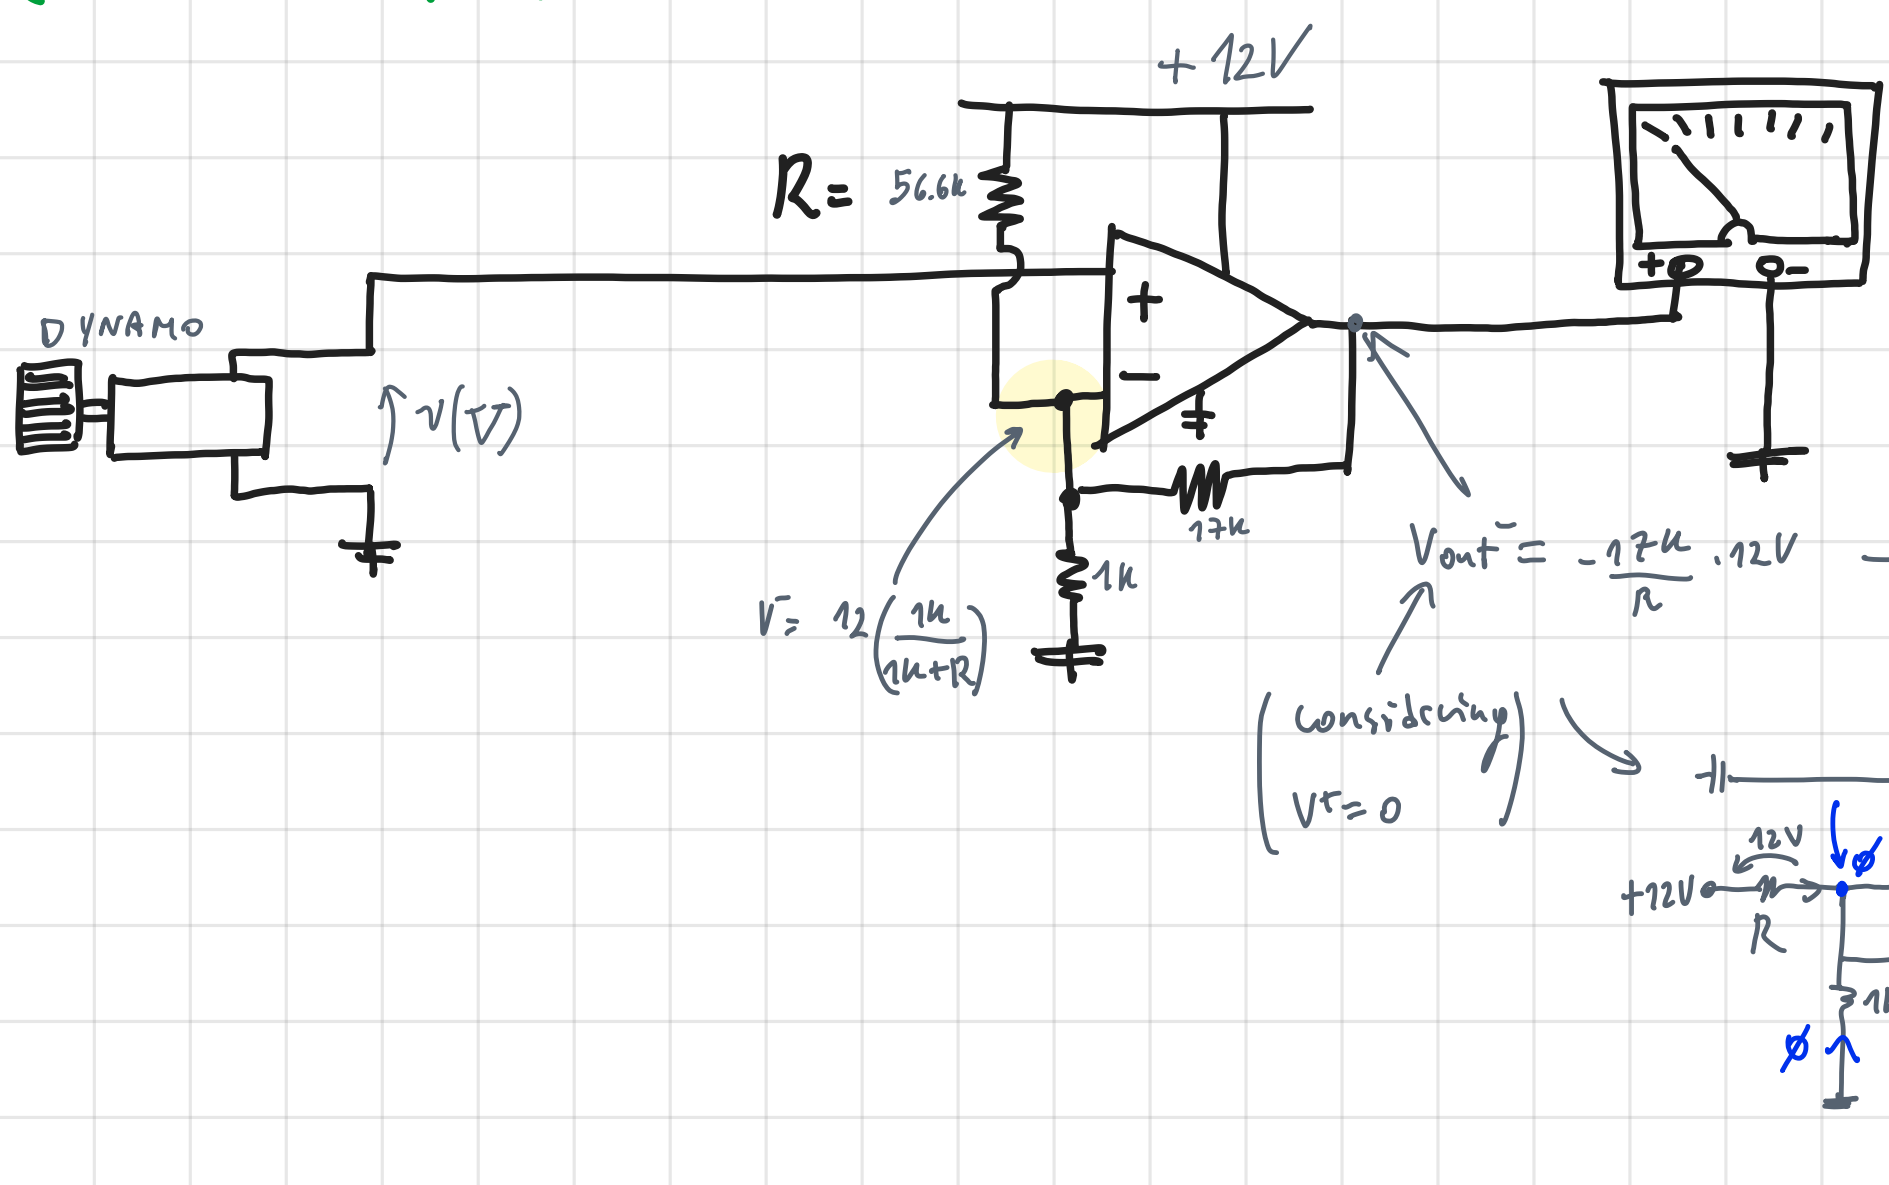 + 12V
R = 56.6k
+
-
+ -
DYNAMO
v(V)
17k
1k
V⁻ = 12(1k/1k+R)
Vout⁻ = -17k/R · 12V
(considering
V⁺ = 0)
12V
ø
+12V
R
ø